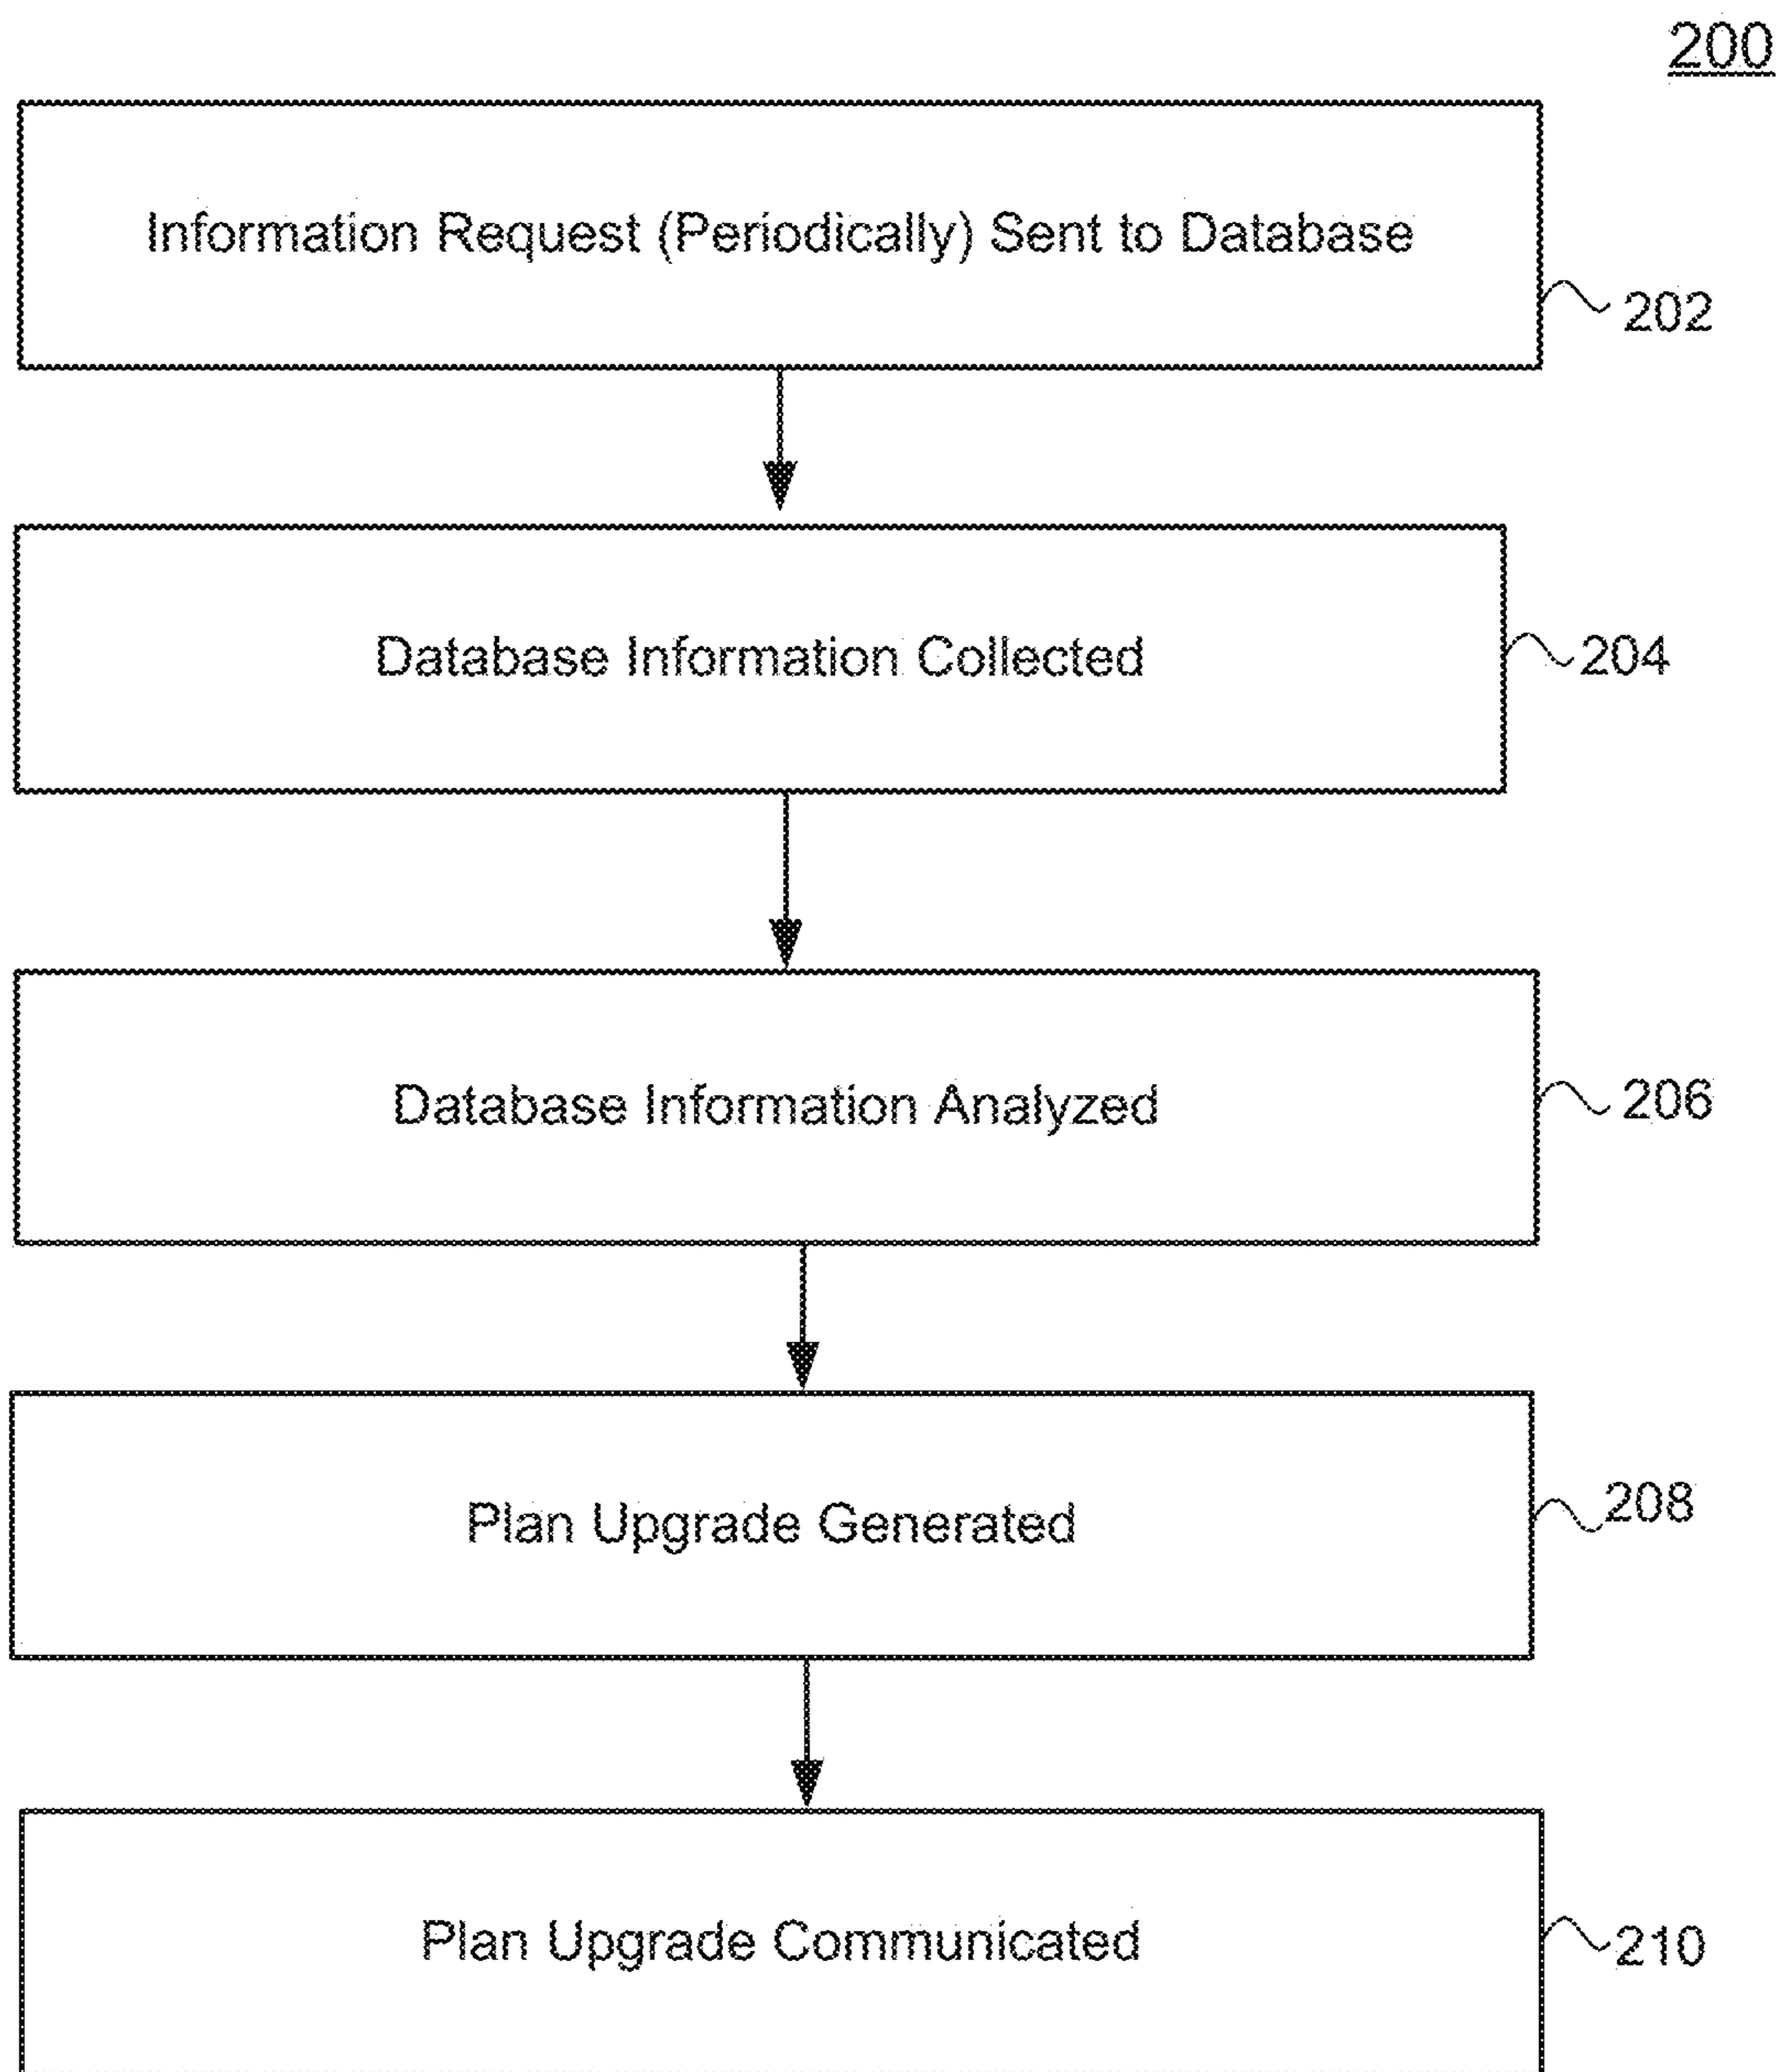 200
Information Request (Periodically) Sent to Database
202
Database Information Collected
204
Database Information Analyzed
206
Plan Upgrade Generated
208
Plan Upgrade Communicated
210